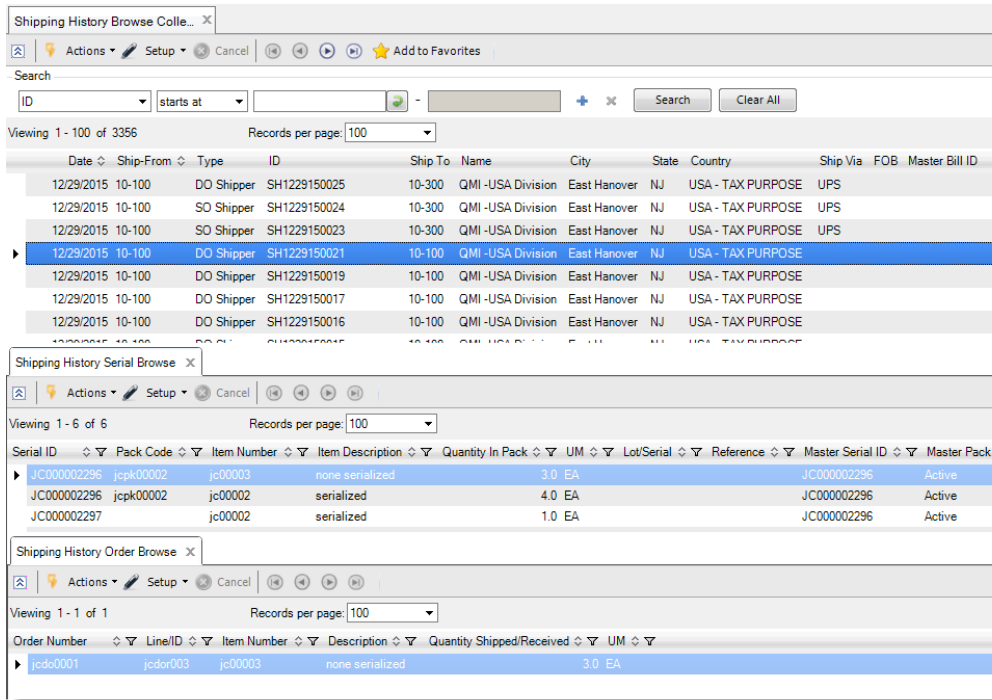 Shipping History Browse Colle...
Actions Setup Cancel Add to Favorites
Search
ID starts at - Search Clear All
Viewing 1 - 100 of 3356 Records per page: 100
Date Ship-From Type ID Ship To Name City State Country Ship Via FOB Master Bill ID
12/29/2015 10-100 DO Shipper SH1229150025 10-300 QMI -USA Division East Hanover NJ USA - TAX PURPOSE UPS
12/29/2015 10-100 SO Shipper SH1229150024 10-300 QMI -USA Division East Hanover NJ USA - TAX PURPOSE UPS
12/29/2015 10-100 SO Shipper SH1229150023 10-300 QMI -USA Division East Hanover NJ USA - TAX PURPOSE UPS
12/29/2015 10-100 DO Shipper SH1229150021 10-100 QMI -USA Division East Hanover NJ USA - TAX PURPOSE
12/29/2015 10-100 DO Shipper SH1229150019 10-100 QMI -USA Division East Hanover NJ USA - TAX PURPOSE
12/29/2015 10-100 DO Shipper SH1229150017 10-100 QMI -USA Division East Hanover NJ USA - TAX PURPOSE
12/29/2015 10-100 DO Shipper SH1229150016 10-100 QMI -USA Division East Hanover NJ USA - TAX PURPOSE
Shipping History Serial Browse
Actions Setup Cancel
Viewing 1 - 6 of 6 Records per page: 100
Serial ID Pack Code Item Number Item Description Quantity In Pack UM Lot/Serial Reference Master Serial ID Master Pack
JC000002296 jcpk00002 jc00003 none serialized 3.0 EA JC000002296 Active
JC000002296 jcpk00002 jc00002 serialized 4.0 EA JC000002296 Active
JC000002297 jc00002 serialized 1.0 EA JC000002296 Active
Shipping History Order Browse
Actions Setup Cancel
Viewing 1 - 1 of 1 Records per page: 100
Order Number Line/ID Item Number Description Quantity Shipped/Received UM
jcdo0001 jcdor003 jc00003 none serialized 3.0 EA